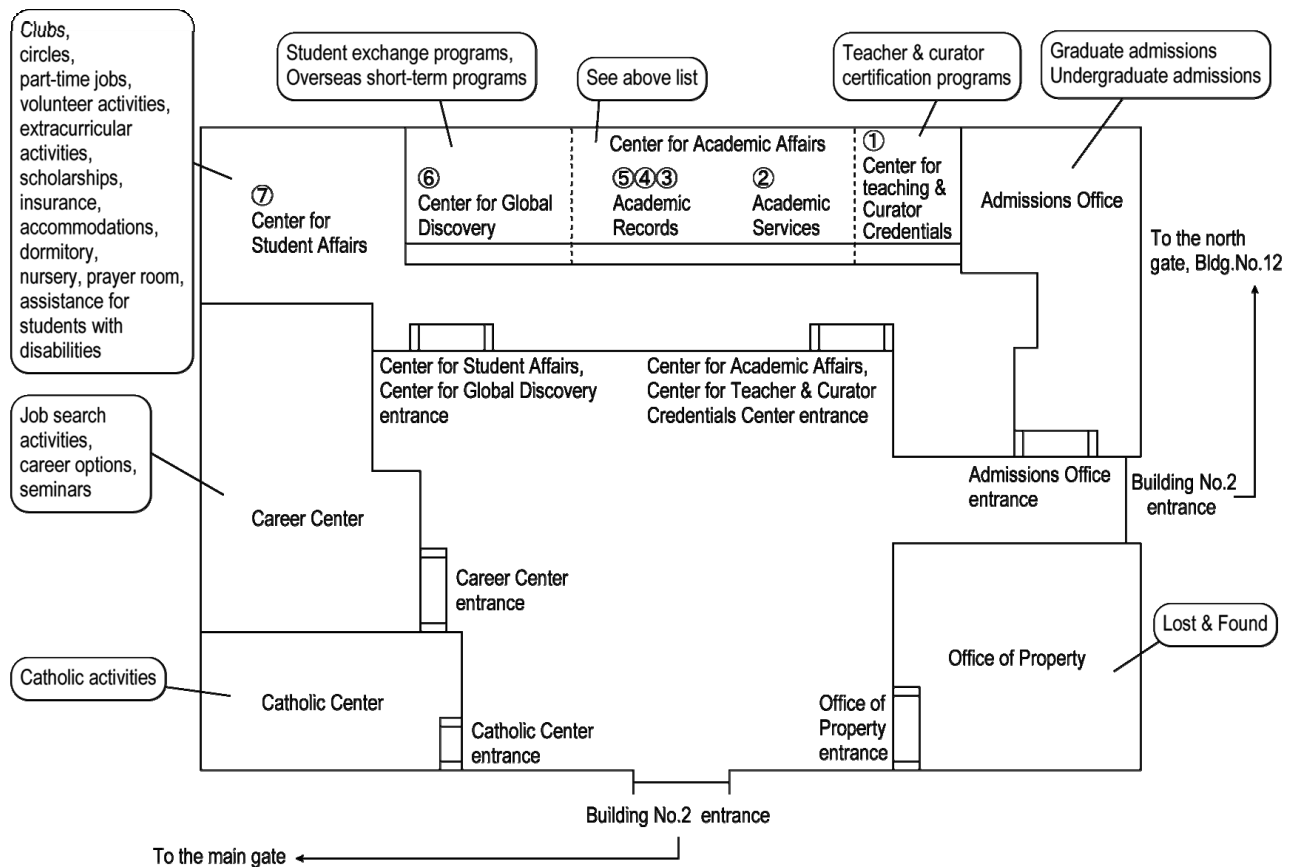 Clubs,
circles,
part-time jobs,
volunteer activities,
extracurricular
activities,
scholarships,
insurance,
accommodations,
dormitory,
nursery, prayer room,
assistance for
students with
disabilities
Student exchange programs,
Overseas short-term programs
See above list
Teacher & curator
certification programs
Graduate admissions
Undergraduate admissions
⑦
Center for
Student Affairs
⑥
Center for Global
Discovery
Center for Academic Affairs
⑤④③
Academic
Records
②
Academic
Services
①
Center for
teaching &
Curator
Credentials
Admissions Office
To the north
gate, Bldg.No.12
Center for Student Affairs,
Center for Global Discovery
entrance
Center for Academic Affairs,
Center for Teacher & Curator
Credentials Center entrance
Job search
activities,
career options,
seminars
Career Center
Career Center
entrance
Admissions Office
entrance
Building No.2
entrance
Lost & Found
Office of Property
Office of
Property
entrance
Catholic activities
Catholic Center
Catholic Center
entrance
Building No.2 entrance
To the main gate